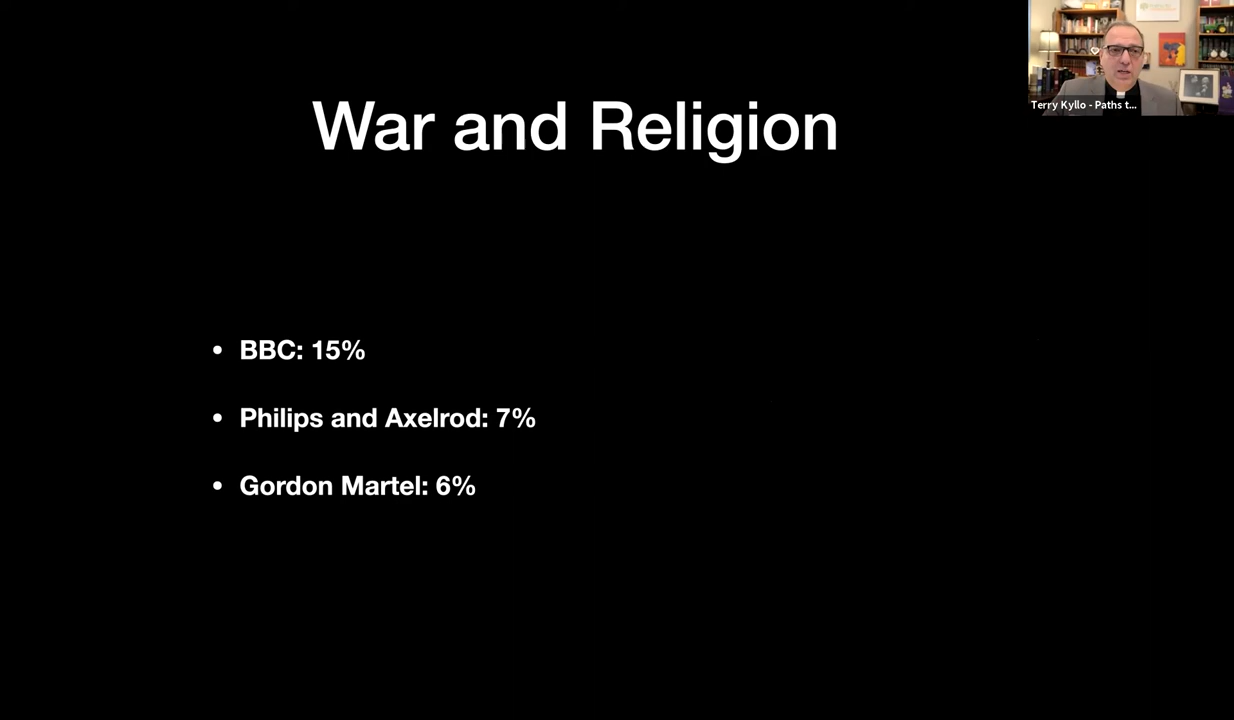 War and Religion
Terry Kyllo - Paths t...
• BBC: 15%
• Philips and Axelrod: 7%
• Gordon Martel: 6%